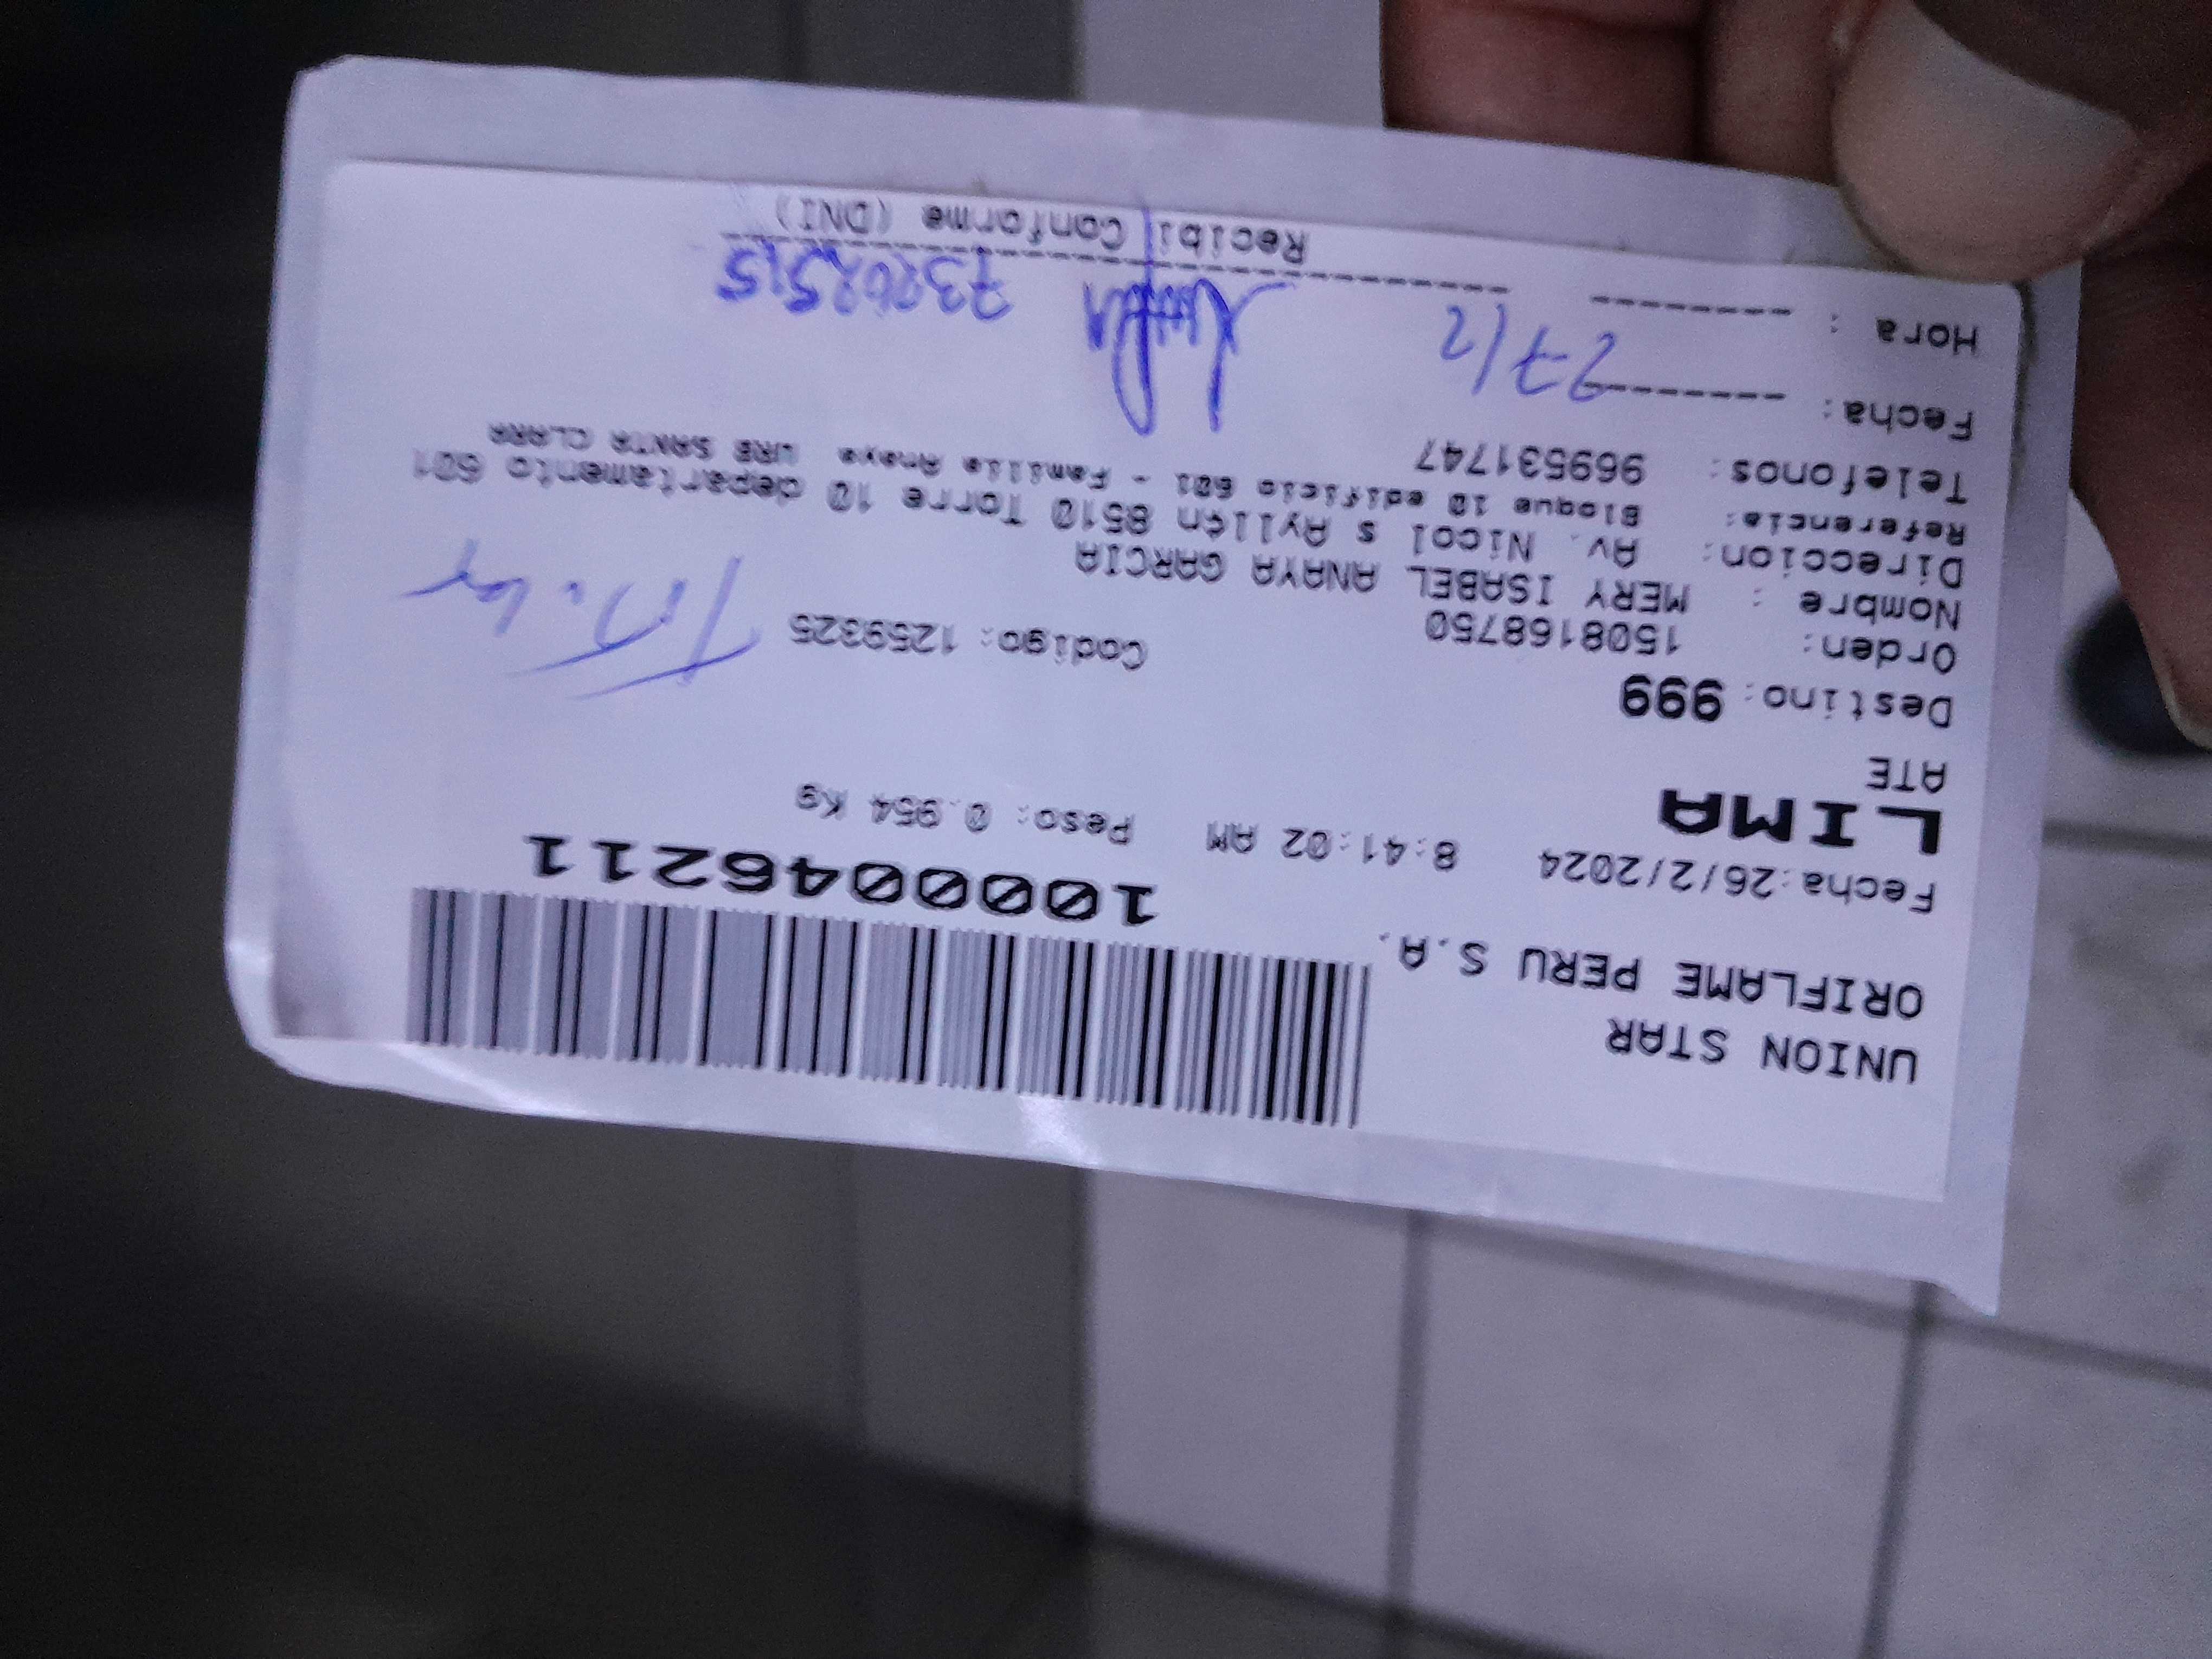 UNION STAR
ORIFLAME PERU S.A.
1000046211
Fecha:26/2/2024 8:41:02 AM Peso: 0.954 Kg
LIMA
ATE
Destino: 999
Orden: 1508168750 Codigo: 1259325
Nombre : MERY ISABEL ANAYA GARCIA
Direccion: Av. Nicol s Ayll¢n 8510 Torre 10 departamento 601
Referencia: Bloque 10 edificio 601 - Familia Anaya URB SANTA CLARA
Telefonos: 969531747
Fecha: 27/2
Hora :
Recibi Conforme (DNI)